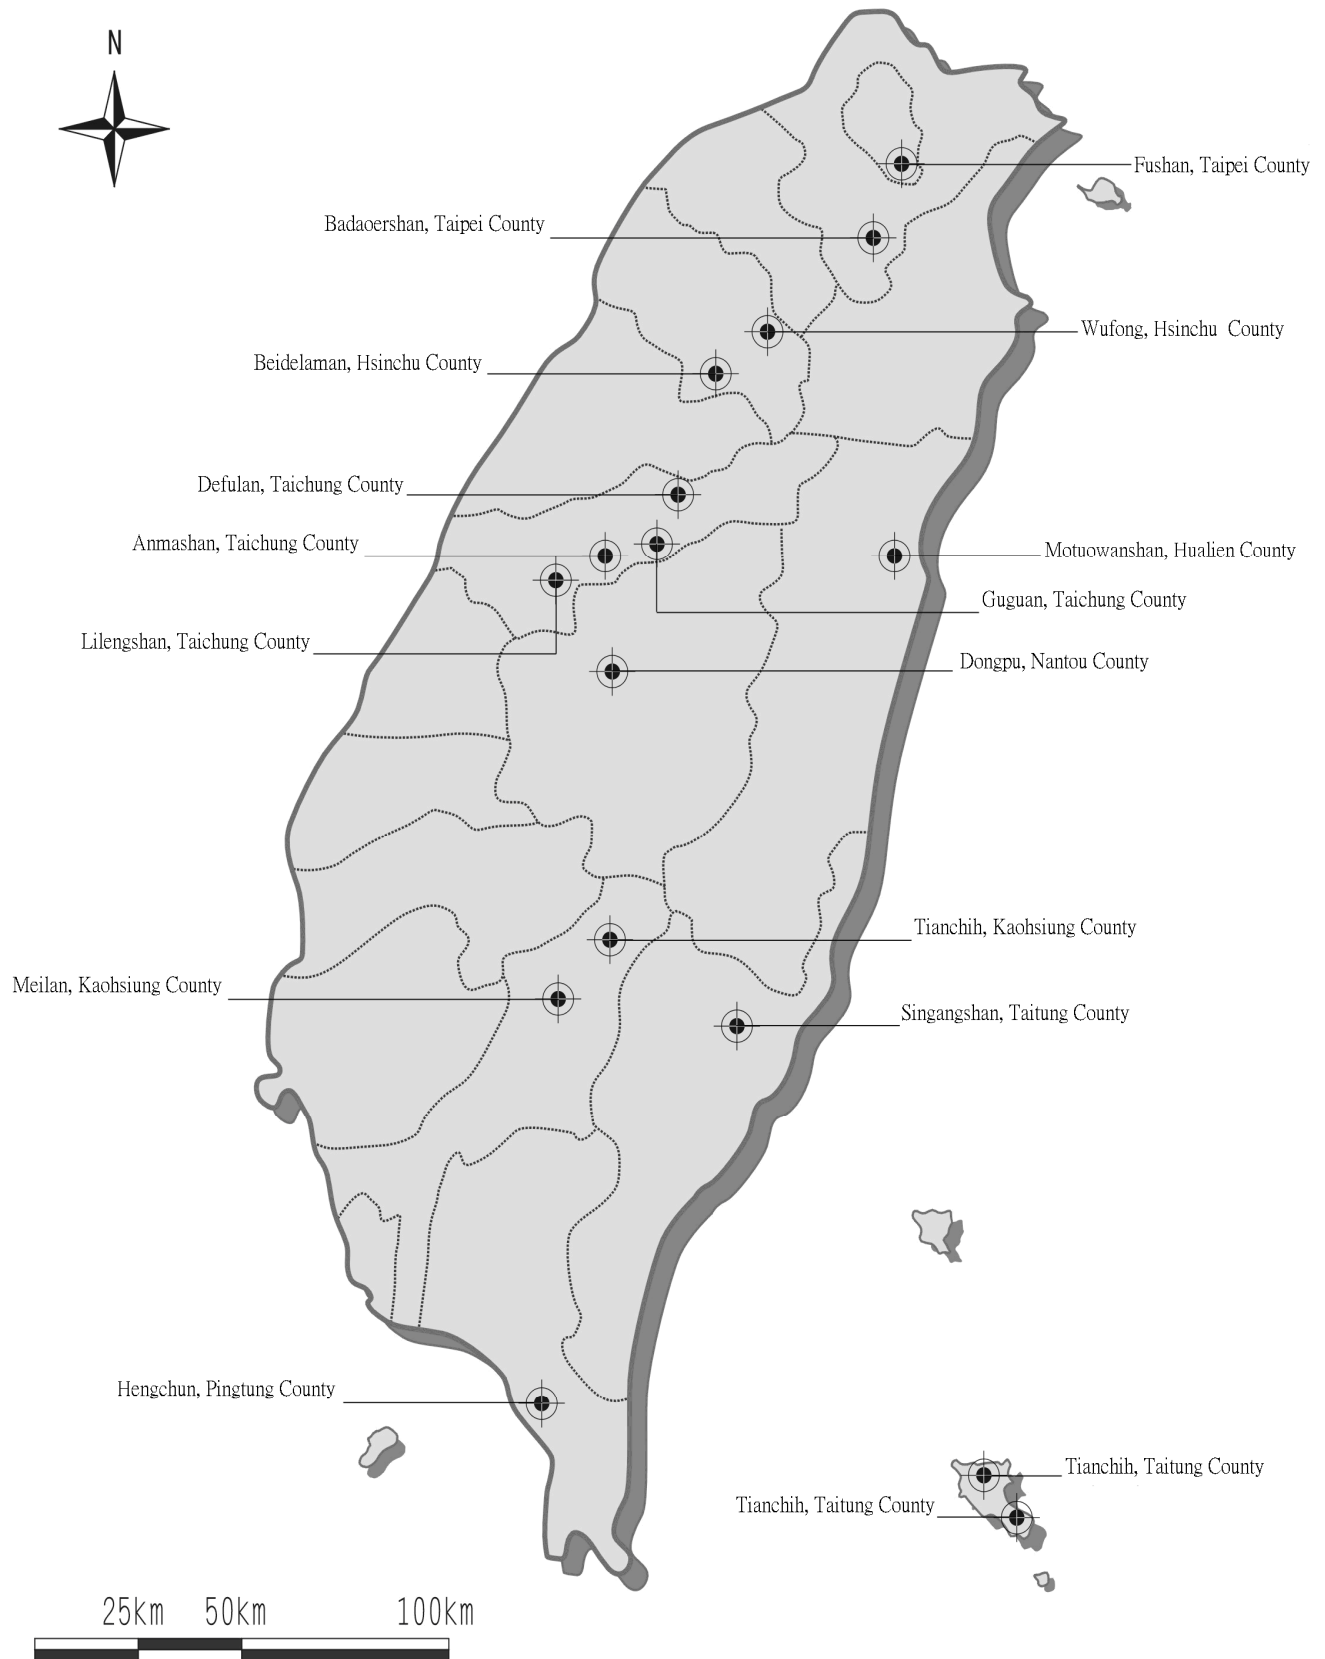 N
Fushan, Taipei County
Badaoershan, Taipei County
Wufong, Hsinchu County
Beidelaman, Hsinchu County
Defulan, Taichung County
Anmashan, Taichung County
Motuowanshan, Hualien County
Guguan, Taichung County
Lilengshan, Taichung County
Dongpu, Nantou County
Tianchih, Kaohsiung County
Meilan, Kaohsiung County
Singangshan, Taitung County
Hengchun, Pingtung County
Tianchih, Taitung County
Tianchih, Taitung County
25km 50km 100km